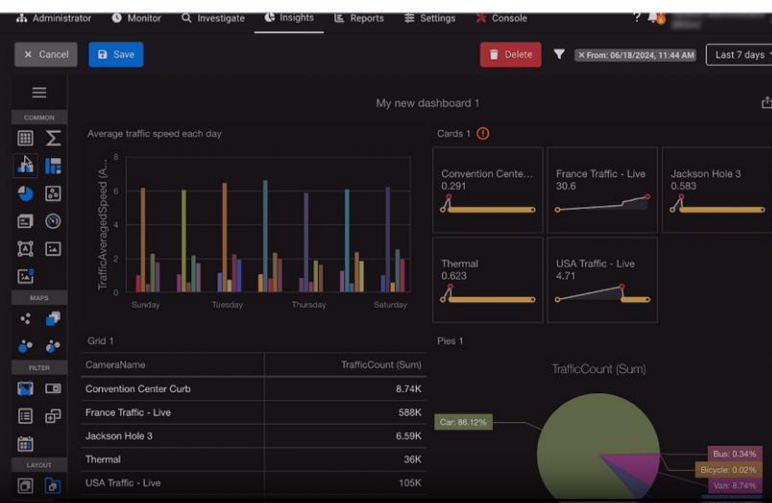 Administrator Monitor Investigate Insights Reports Settings Console ?
× Cancel Save Delete × From: 06/18/2024, 11:44 AM Last 7 days
My new dashboard 1
COMMON
MAPS
FILTER
LAYOUT
Average traffic speed each day
TrafficAveragedSpeed (A...
8
6
4
2
0
Sunday Tuesday Thursday Saturday
Cards 1
Convention Cente...
0.291
France Traffic - Live
30.6
Jackson Hole 3
0.583
Thermal
0.623
USA Traffic - Live
4.71
Grid 1
CameraName TrafficCount (Sum)
Convention Center Curb 8.74K
France Traffic - Live 588K
Jackson Hole 3 6.59K
Thermal 36K
USA Traffic - Live 105K
Pies 1
TrafficCount (Sum)
Car: 86.12%
Bus: 0.34%
Bicycle: 0.02%
Van: 8.74%